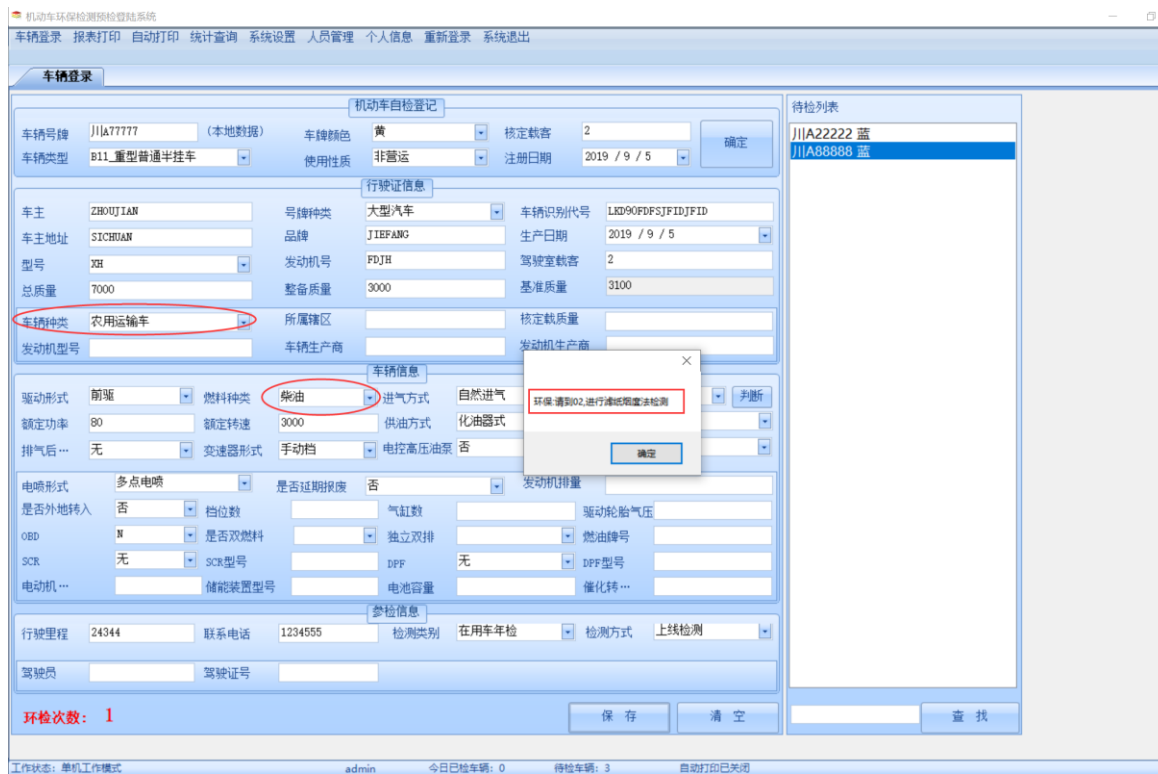 机动车环保检测预检登陆系统
车辆登录 报表打印 自动打印 统计查询 系统设置 人员管理 个人信息 重新登录 系统退出
车辆登录
机动车自检登记
车辆号牌 川A77777 (本地数据) 车牌颜色 黄 核定载客 2 确定
车辆类型 B11_重型普通半挂车 使用性质 非营运 注册日期 2019 / 9 / 5
行驶证信息
车主 ZHOUJIAN 号牌种类 大型汽车 车辆识别代号 LKD90FDFSJFIDJFID
车主地址 SICHUAN 品牌 JIEFANG 生产日期 2019 / 9 / 5
型号 XH 发动机号 FDJH 驾驶室载客 2
总质量 7000 整备质量 3000 基准质量 3100
车辆种类 农用运输车 所属辖区 核定载质量
发动机型号 车辆生产商 发动机生产商
车辆信息
驱动形式 前驱 燃料种类 柴油 进气方式 自然进气 判断
额定功率 80 额定转速 3000 供油方式 化油器式
排气后… 无 变速器形式 手动档 电控高压油泵 否
环保:请到02,进行滤纸烟度法检测
确定
电喷形式 多点电喷 是否延期报废 否 发动机排量
是否外地转入 否 档位数 气缸数 驱动轮胎气压
OBD N 是否双燃料 独立双排 燃油牌号
SCR 无 SCR型号 DPF 无 DPF型号
电动机… 储能装置型号 电池容量 催化转…
参检信息
行驶里程 24344 联系电话 1234555 检测类别 在用车年检 检测方式 上线检测
驾驶员 驾驶证号
环检次数： 1 保 存 清 空
待检列表
川A22222 蓝
川A88888 蓝
查 找
工作状态：单机工作模式 admin 今日已检车辆：0 待检车辆：3 自动打印已关闭